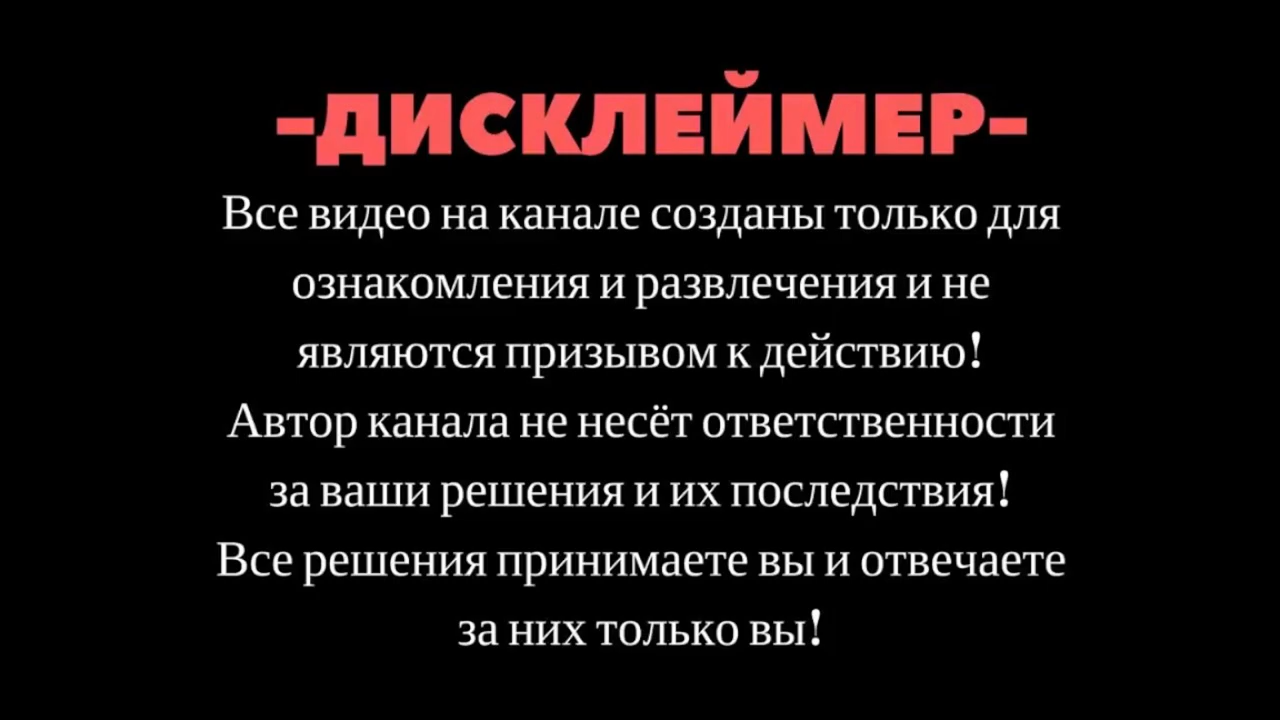 -ДИСКЛЕЙМЕР-
Все видео на канале созданы только для
ознакомления и развлечения и не
являются призывом к действию!
Автор канала не несёт ответственности
за ваши решения и их последствия!
Все решения принимаете вы и отвечаете
за них только вы!